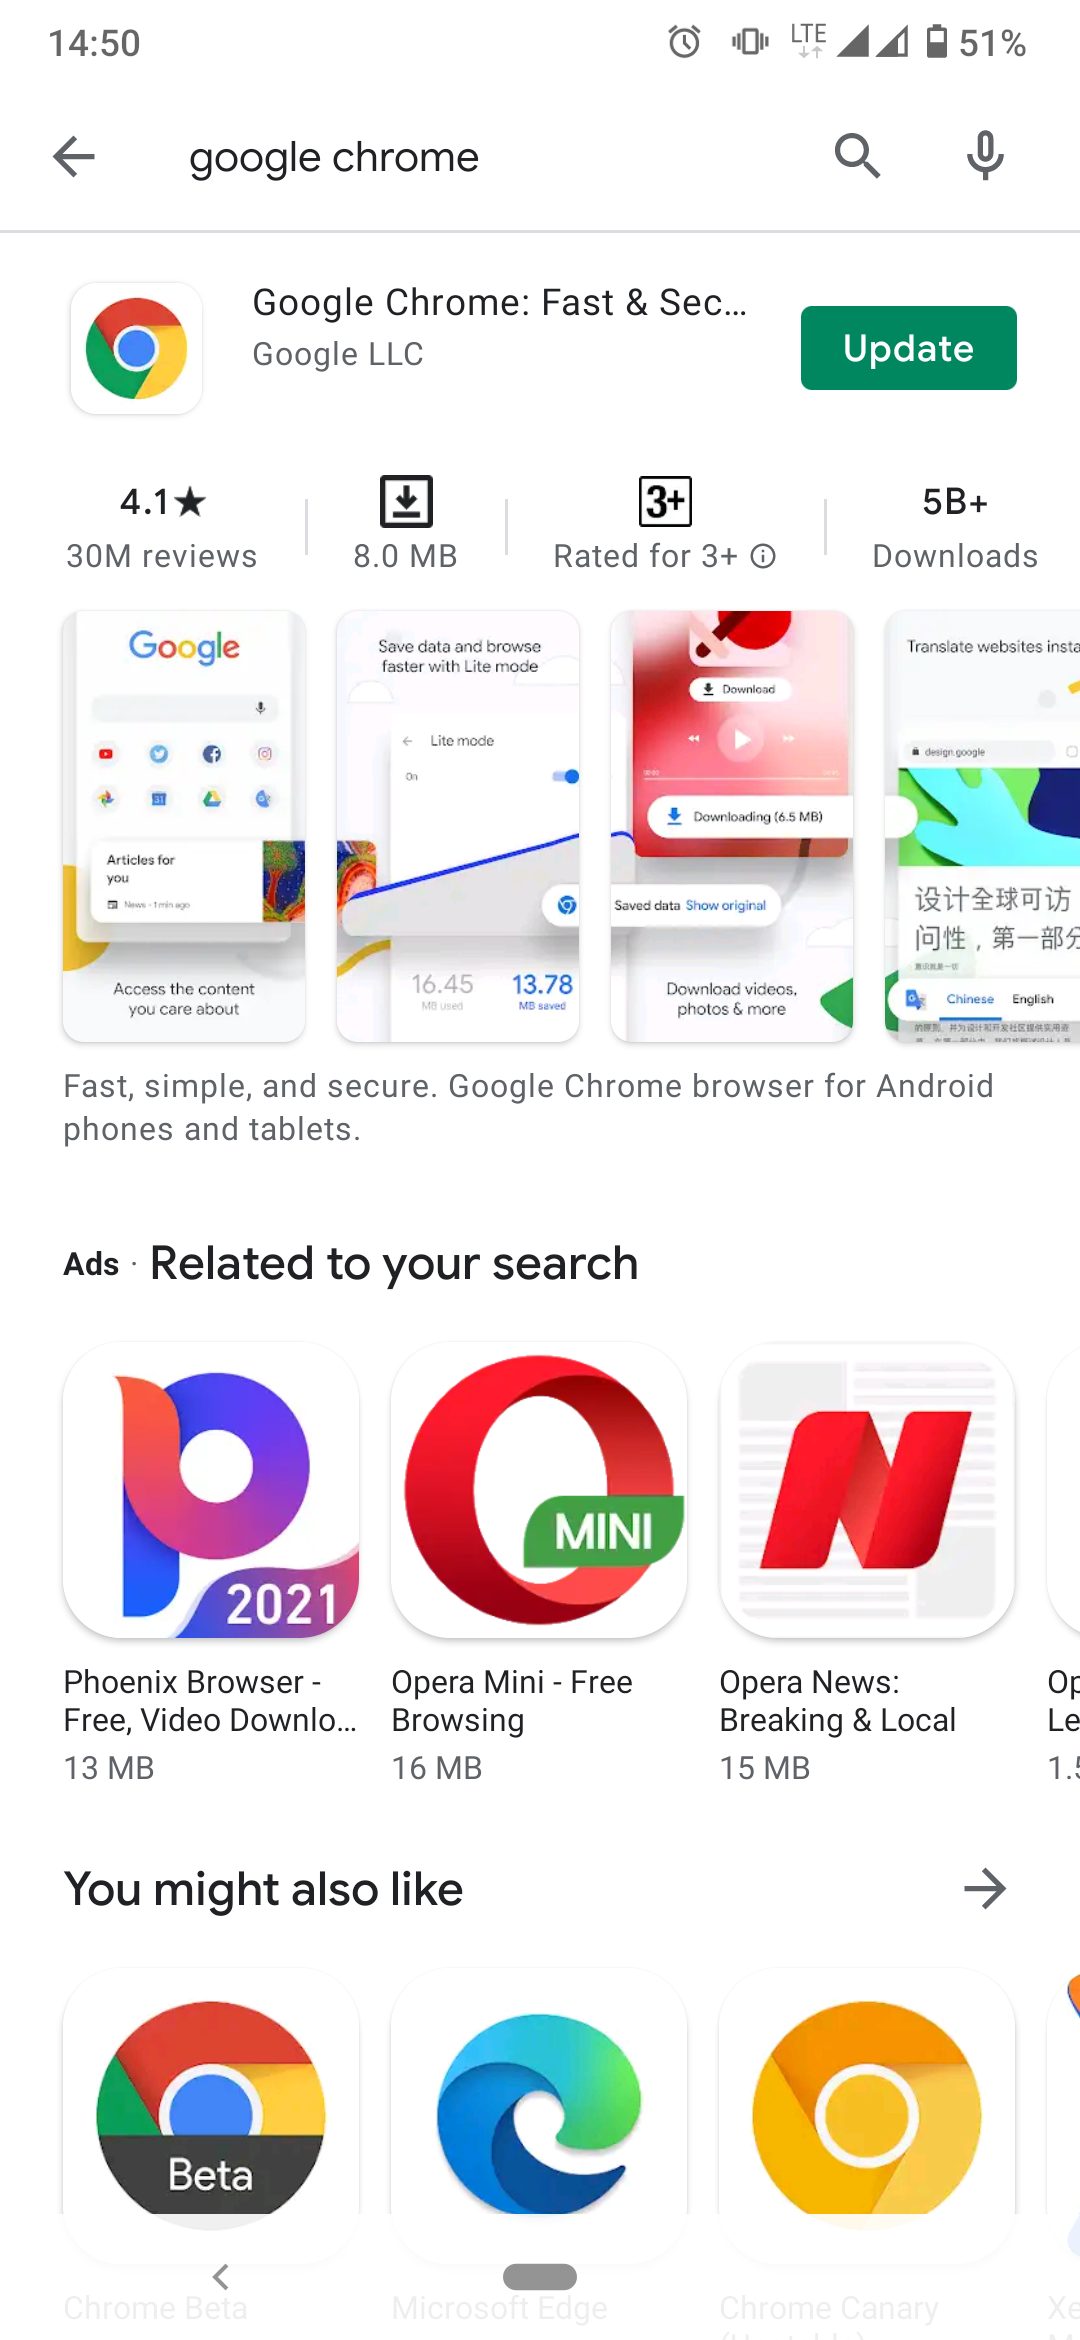 14:50
LTE
51%
google chrome
Google Chrome: Fast & Sec...
Google LLC
Update
4.1★
30M reviews
8.0 MB
3+
Rated for 3+
5B+
Downloads
Google
31
Articles for
you
News - 1 min ago
Access the content
you care about
Save data and browse
faster with Lite mode
Lite mode
On
16.45
MB used
13.78
MB saved
Download
Downloading (6.5 MB)
Saved data Show original
Download videos,
photos & more
Translate websites insta
design.google
设计全球可访
问性，第一部分
Chinese
English
Fast, simple, and secure. Google Chrome browser for Android
phones and tablets.
Ads · Related to your search
2021
Phoenix Browser -
Free, Video Downlo...
13 MB
MINI
Opera Mini - Free
Browsing
16 MB
Opera News:
Breaking & Local
15 MB
Op
Le
1.5
You might also like
Beta
Chrome Beta
Microsoft Edge
Chrome Canary
Xe